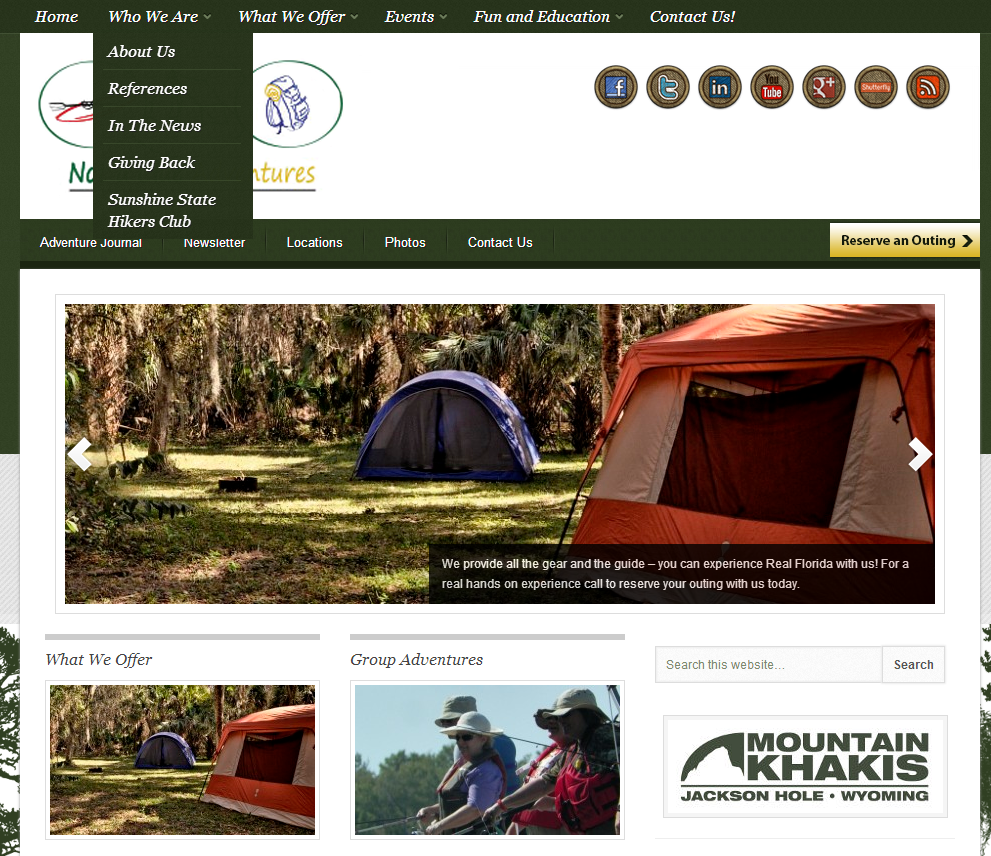 Home Who We Are What We Offer Events Fun and Education Contact Us!
About Us
References
In The News
Giving Back
Sunshine State
Hikers Club
f t in You Tube g+ Shutterfly
Adventure Journal Newsletter Locations Photos Contact Us Reserve an Outing
We provide all the gear and the guide – you can experience Real Florida with us! For a
real hands on experience call to reserve your outing with us today.
What We Offer
Group Adventures
Search this website… Search
MOUNTAIN
KHAKIS
JACKSON HOLE • WYOMING